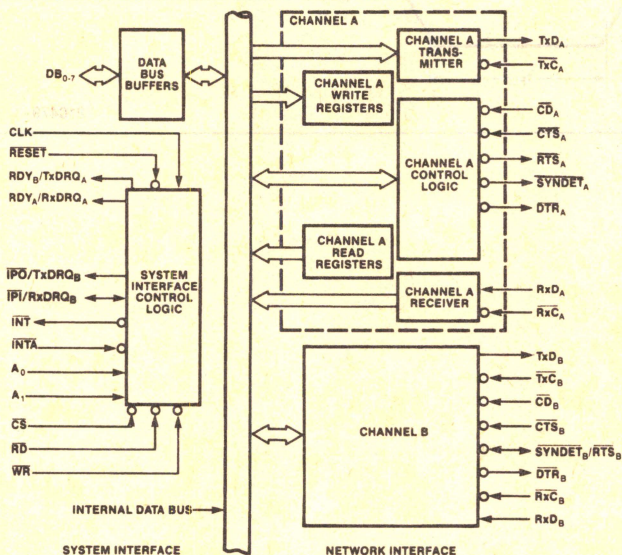 CHANNEL A
DATA
BUS
BUFFERS
DB0-7
CHANNEL A
TRANS-
MITTER
TxDA
TxCA
CHANNEL A
WRITE
REGISTERS
CHANNEL A
CONTROL
LOGIC
CDA
CTSA
RTSA
SYNDETA
DTRA
CHANNEL A
READ
REGISTERS
CHANNEL A
RECEIVER
RxDA
RxCA
CLK
RESET
RDYB/TxDRQA
RDYA/RxDRQA
IPO/TxDRQB
IPI/RxDRQB
INT
INTA
A0
A1
CS
RD
WR
SYSTEM
INTERFACE
CONTROL
LOGIC
CHANNEL B
TxDB
TxCB
CDB
CTSB
SYNDETB/RTSB
DTRB
RxCB
RxDB
INTERNAL DATA BUS
SYSTEM INTERFACE
NETWORK INTERFACE